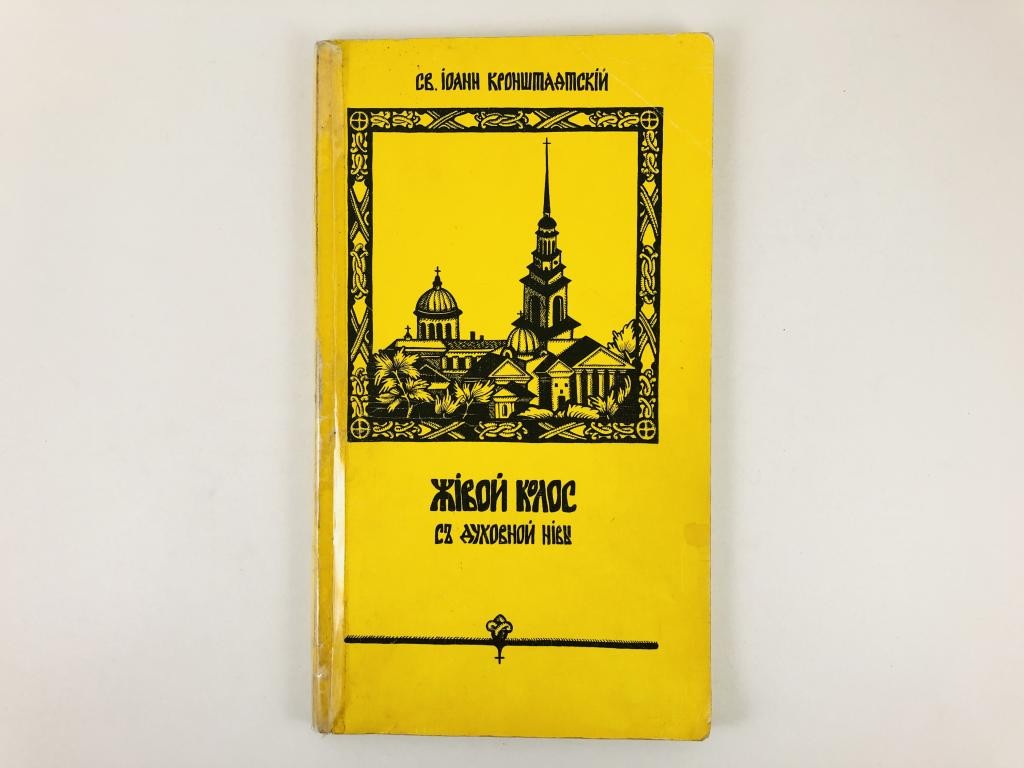 СВ. ІОАНН КРОНШТАДТСКІЙ
ЖІВОЙ КОЛОС
СЪ ДУХОВНОЙ НІВЫ